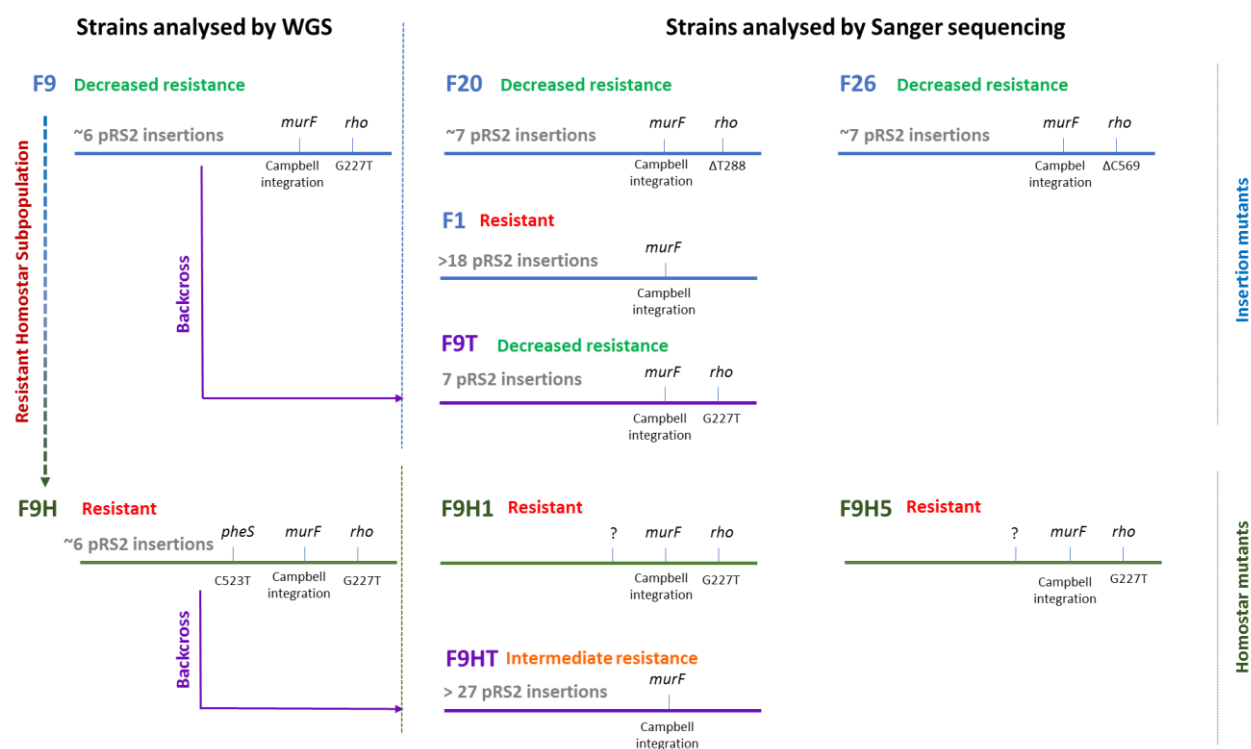 Strains analysed by WGS
Strains analysed by Sanger sequencing
F9 Decreased resistance
~6 pRS2 insertions
murF rho
Campbell integration
G227T
F20 Decreased resistance
~7 pRS2 insertions
murF rho
Campbell integration
ΔT288
F26 Decreased resistance
~7 pRS2 insertions
murF rho
Campbel integration
ΔC569
Resistant Homostar Subpopulation
Backcross
Insertion mutants
F1 Resistant
>18 pRS2 insertions
murF
Campbell integration
F9T Decreased resistance
7 pRS2 insertions
murF rho
Campbell integration
G227T
F9H Resistant
~6 pRS2 insertions
pheS murF rho
C523T
Campbell integration
G227T
F9H1 Resistant
? murF rho
Campbell integration
G227T
F9H5 Resistant
? murF rho
Campbell integration
G227T
Backcross
Homostar mutants
F9HT Intermediate resistance
> 27 pRS2 insertions
murF
Campbell integration